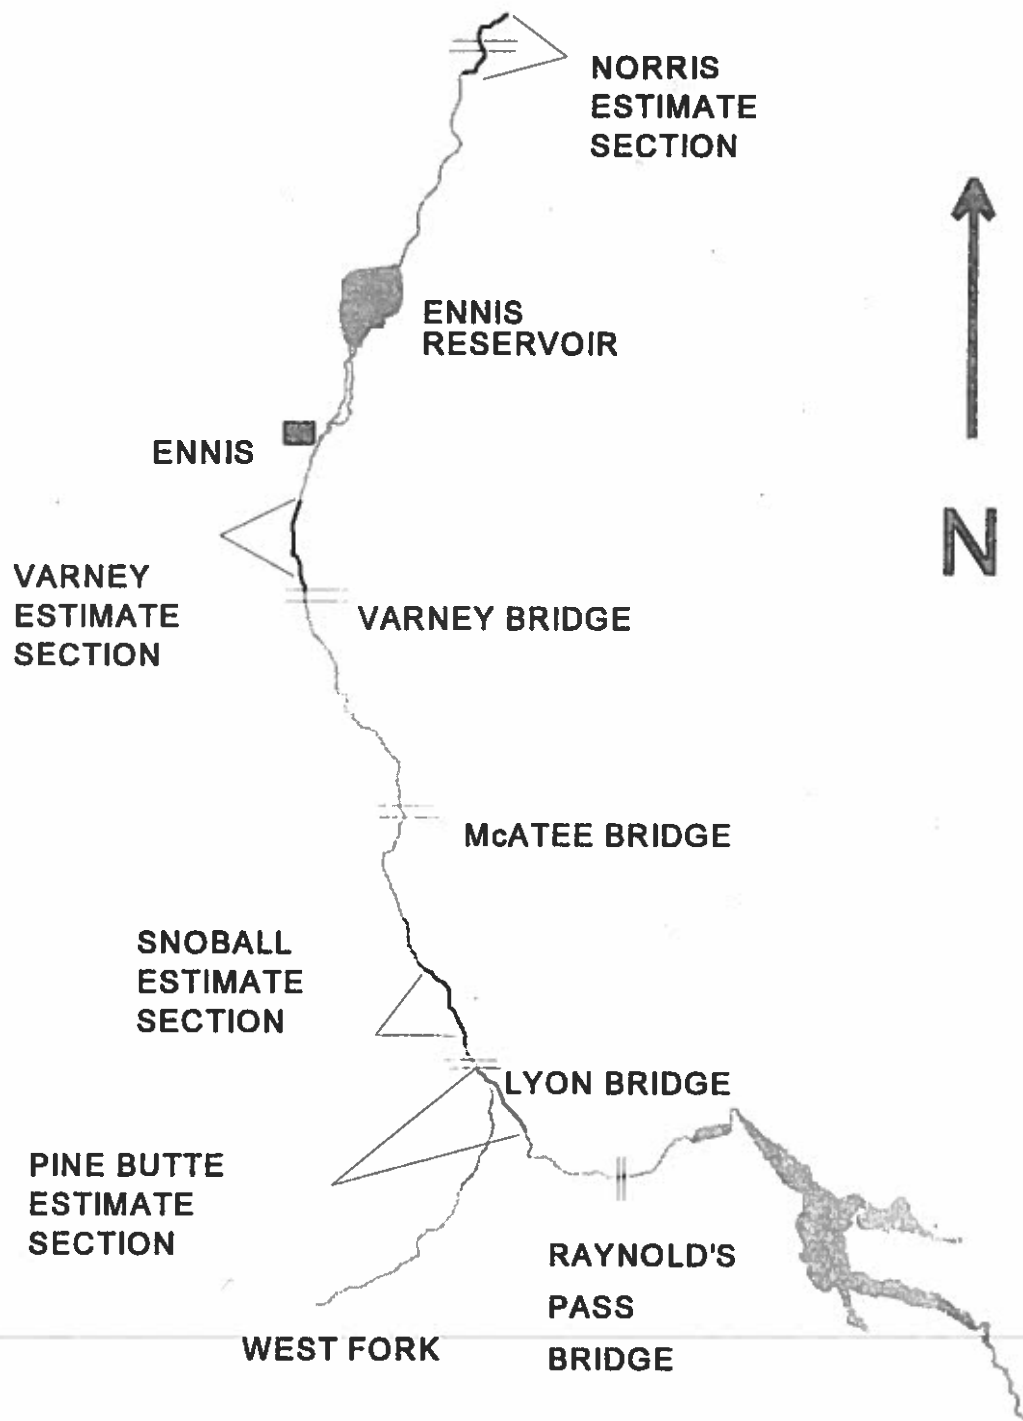 NORRIS
ESTIMATE
SECTION
ENNIS
RESERVOIR
ENNIS
N
VARNEY
ESTIMATE
SECTION
VARNEY BRIDGE
McATEE BRIDGE
SNOBALL
ESTIMATE
SECTION
LYON BRIDGE
PINE BUTTE
ESTIMATE
SECTION
RAYNOLD'S
PASS
BRIDGE
WEST FORK